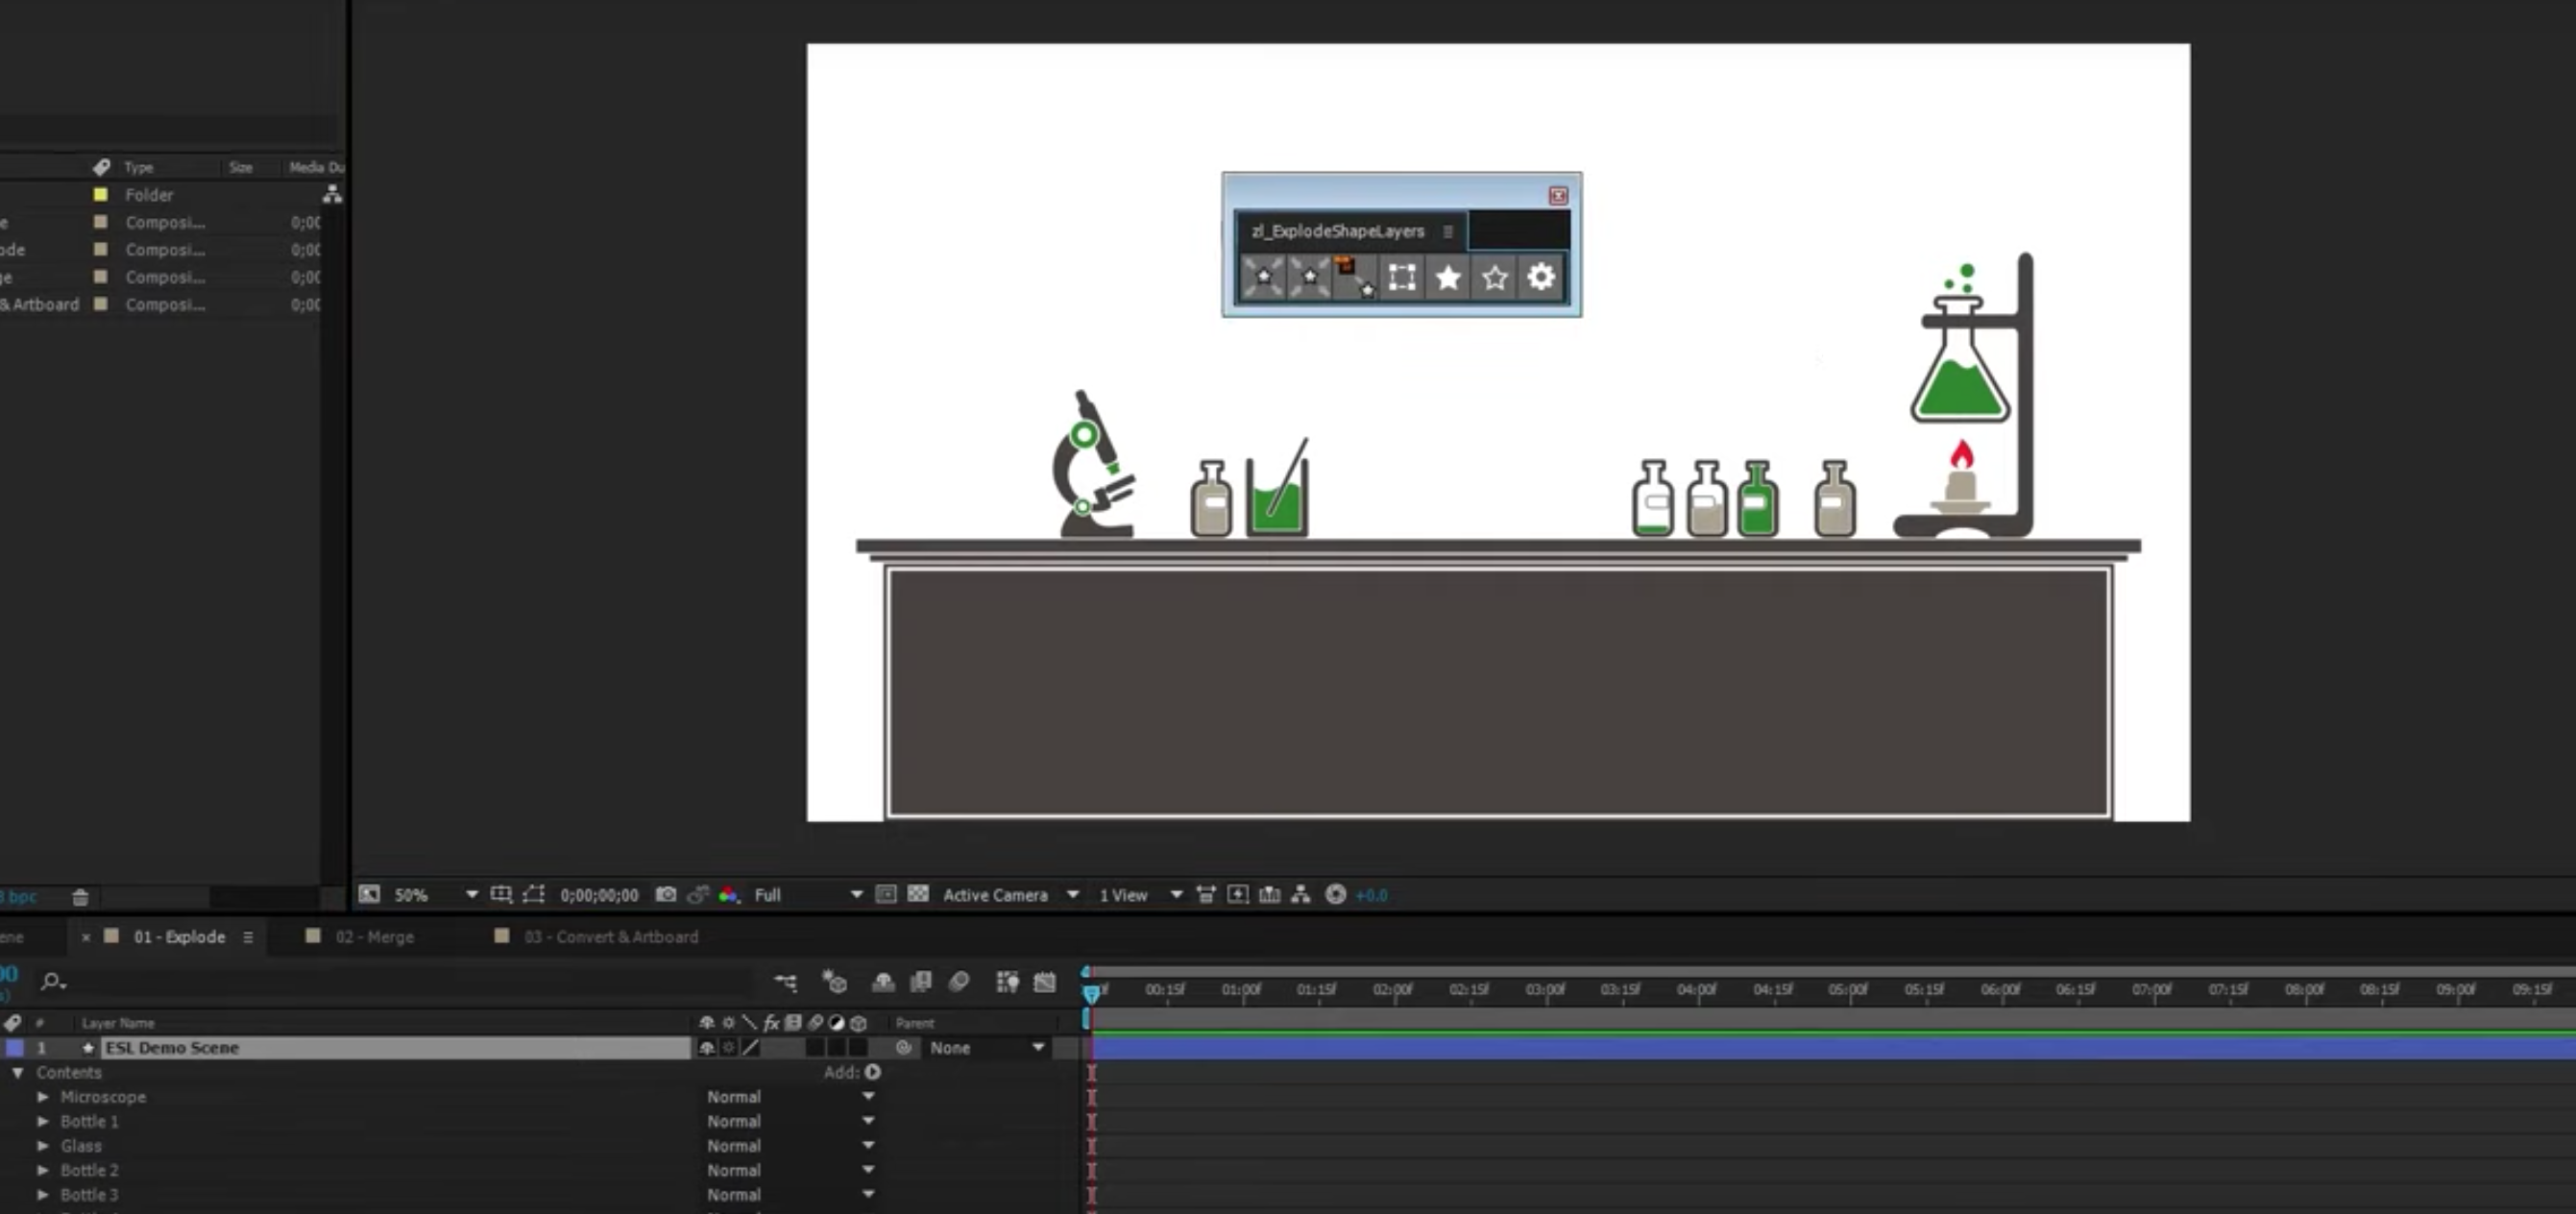 Type Size Media Du
Folder
e Composi... 0;00
ode Composi... 0;00
ge Composi... 0;00
& Artboard Composi... 0;00
zl_ExplodeShapeLayers
bpc 50% 0;00;00;00 Full Active Camera 1 View +0.0
ene 01 - Explode 02 - Merge 03 - Convert & Artboard
00
s)
00:15f 01:00f 01:15f 02:00f 02:15f 03:00f 03:15f 04:00f 04:15f 05:00f 05:15f 06:00f 06:15f 07:00f 07:15f 08:00f 08:15f 09:00f 09:15f
# Layer Name fx Parent
1 ESL Demo Scene None
Contents Add:
Microscope Normal
Bottle 1 Normal
Glass Normal
Bottle 2 Normal
Bottle 3 Normal